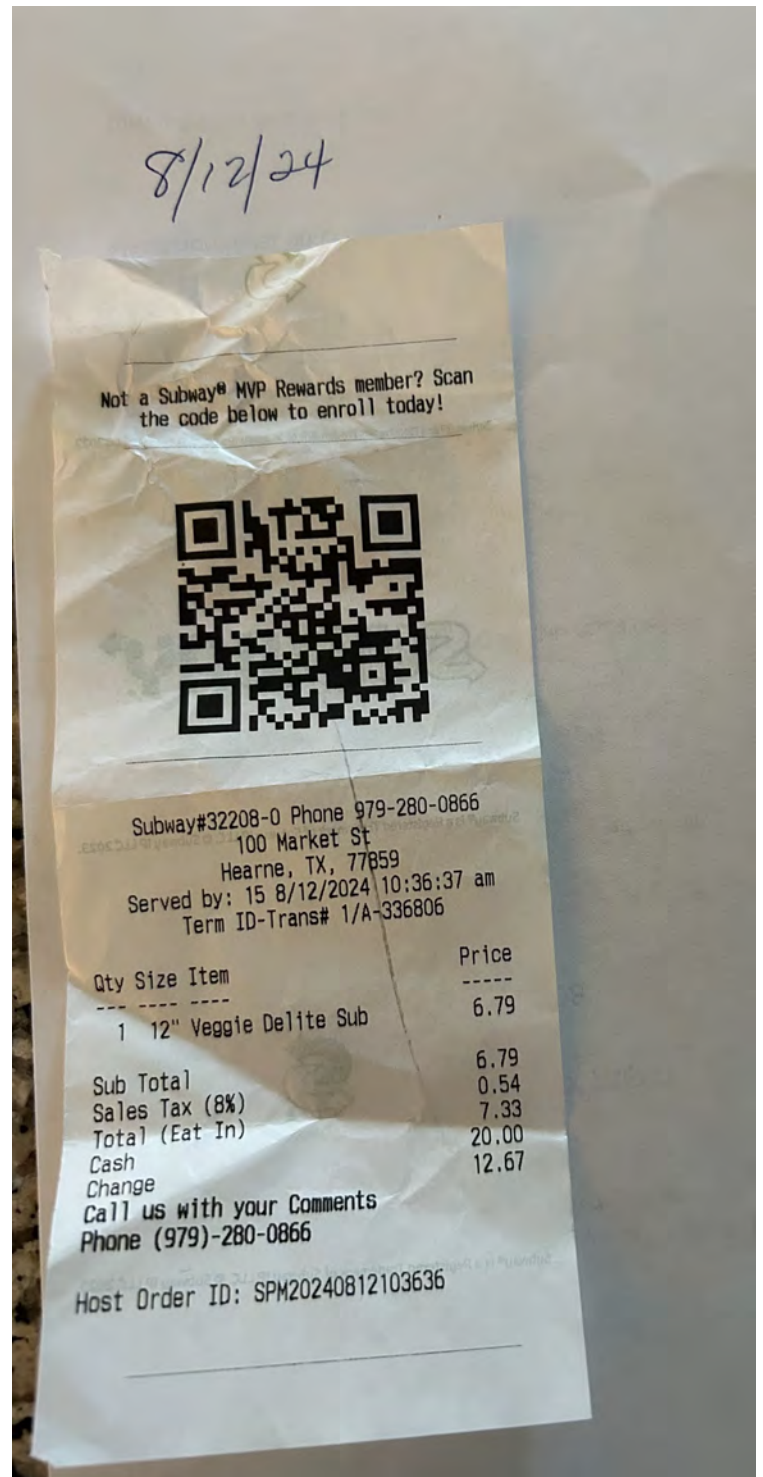 8/12/24
Not a Subway® MVP Rewards member? Scan
the code below to enroll today!
Subway#32208-0 Phone 979-280-0866
100 Market St
Hearne, TX, 77859
Served by: 15 8/12/2024 10:36:37 am
Term ID-Trans# 1/A-336806
Qty Size Item Price
--- ---- ---- -----
1 12" Veggie Delite Sub 6.79
Sub Total 6.79
Sales Tax (8%) 0.54
Total (Eat In) 7.33
Cash 20.00
Change 12.67
Call us with your Comments
Phone (979)-280-0866
Host Order ID: SPM20240812103636